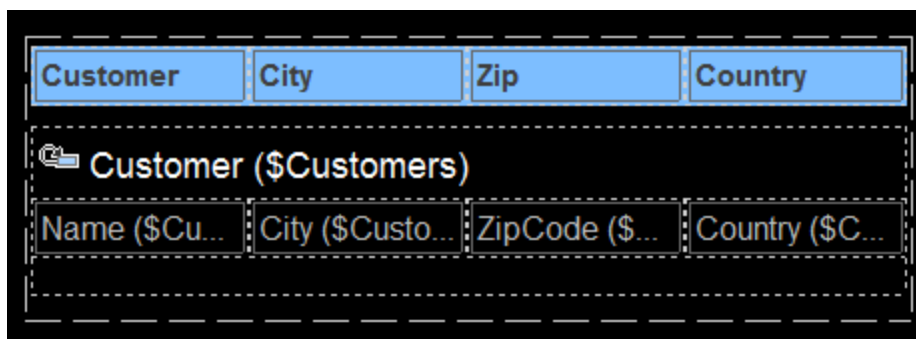 Customer City Zip Country
Customer ($Customers)
Name ($Cu... City ($Custo... ZipCode ($... Country ($C...